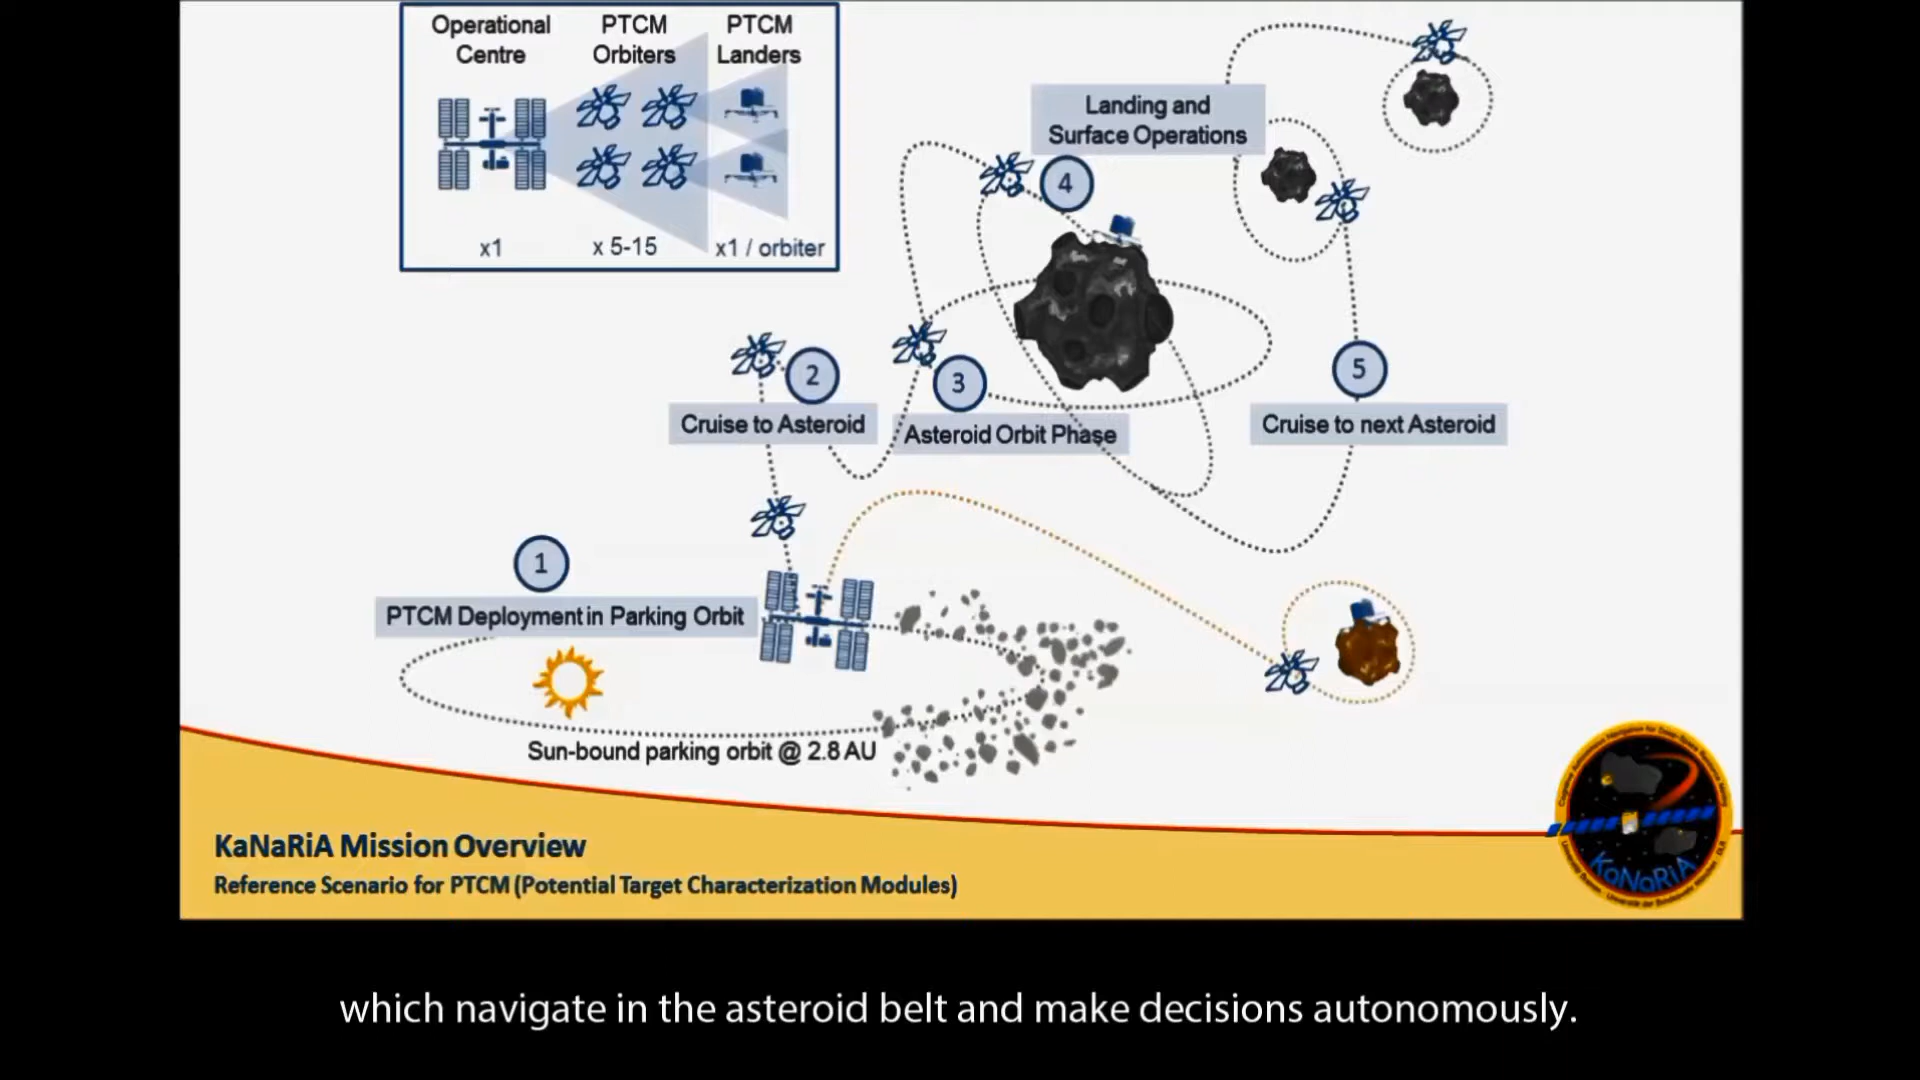 Operational
Centre
PTCM
Orbiters
PTCM
Landers
x1
x 5-15
x1 / orbiter
Landing and
Surface Operations
4
2
3
5
Cruise to Asteroid
Asteroid Orbit Phase
Cruise to next Asteroid
1
PTCM Deployment in Parking Orbit
Sun-bound parking orbit @ 2.8 AU
KaNaRiA Mission Overview
Reference Scenario for PTCM (Potential Target Characterization Modules)
KaNaRiA
which navigate in the asteroid belt and make decisions autonomously.